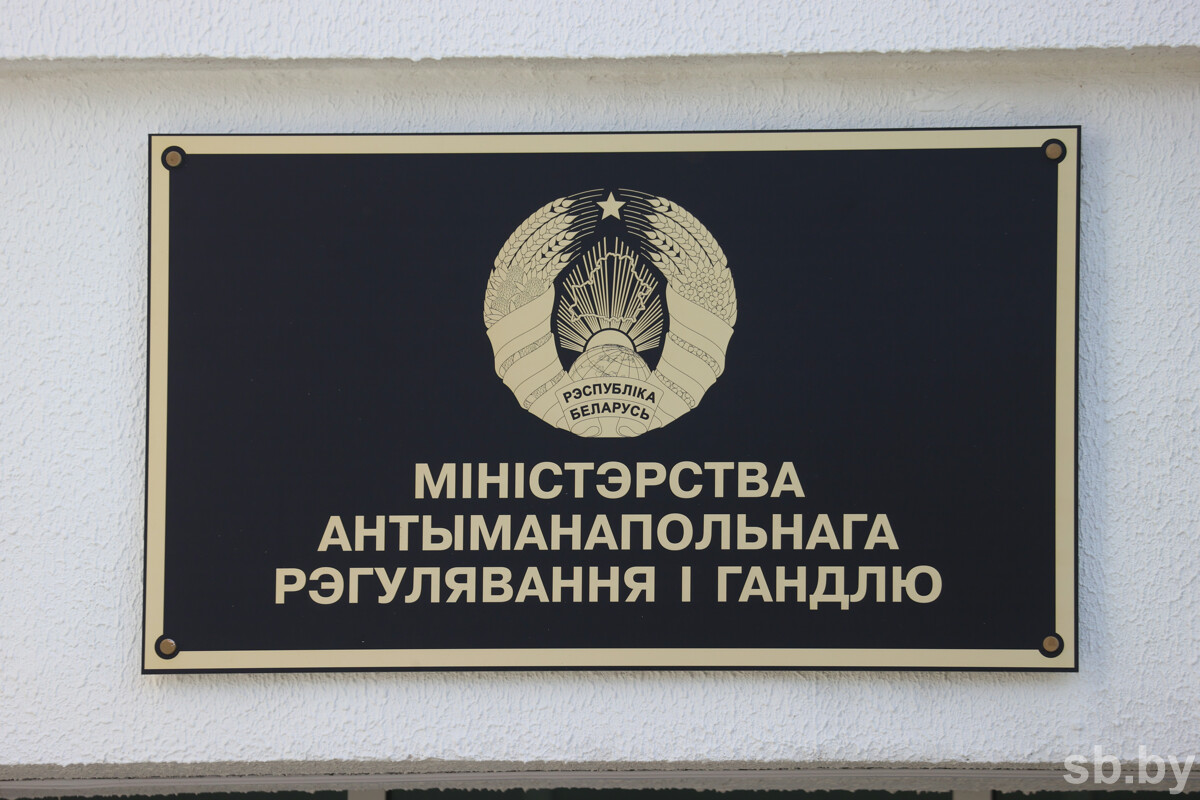 РЭСПУБЛІКА
БЕЛАРУСЬ
МІНІСТЭРСТВА
АНТЫМАНАПОЛЬНАГА
РЭГУЛЯВАННЯ І ГАНДЛЮ
sb.by